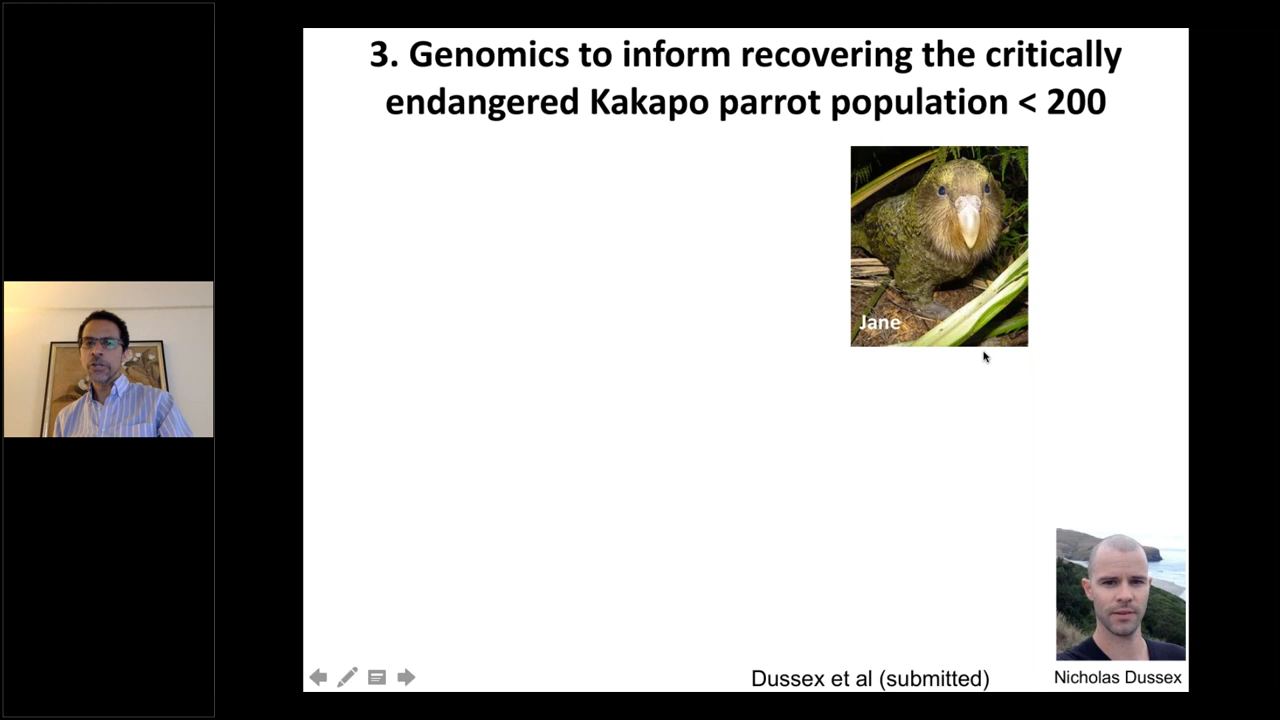 3. Genomics to inform recovering the critically
endangered Kakapo parrot population < 200
Jane
Dussex et al (submitted)
Nicholas Dussex